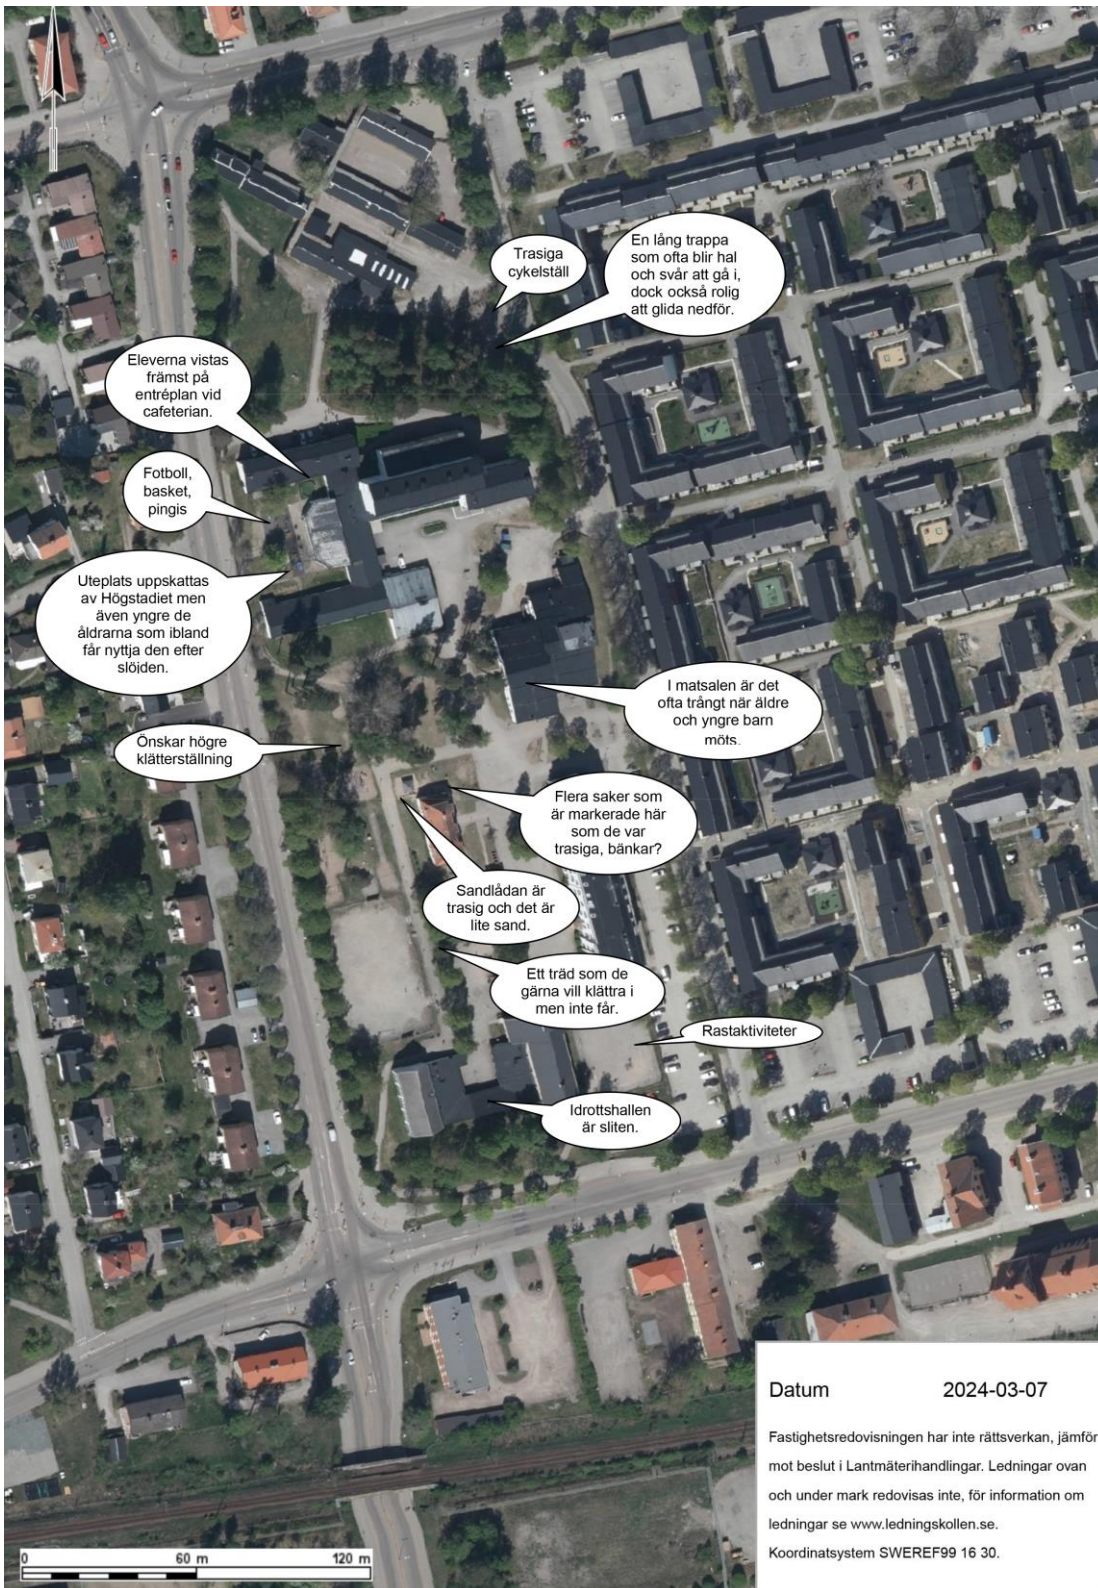 Trasiga
cykelställ
En lång trappa
som ofta blir hal
och svår att gå i,
dock också rolig
att glida nedför.
Eleverna vistas
främst på
entréplan vid
cafeterian.
Fotboll,
basket,
pingis
Uteplats uppskattas
av Högstadiet men
även yngre de
åldrarna som ibland
får nyttja den efter
slöjden.
I matsalen är det
ofta trångt när äldre
och yngre barn
möts.
Önskar högre
klätterställning
Flera saker som
är markerade här
som de var
trasiga, bänkar?
Sandlådan är
trasig och det är
lite sand.
Ett träd som de
gärna vill klättra i
men inte får.
Rastaktiviteter
Idrottshallen
är sliten.
Datum 2024-03-07
Fastighetsredovisningen har inte rättsverkan, jämför
mot beslut i Lantmäterihandlingar. Ledningar ovan
och under mark redovisas inte, för information om
ledningar se www.ledningskollen.se.
Koordinatsystem SWEREF99 16 30.
0 60 m 120 m